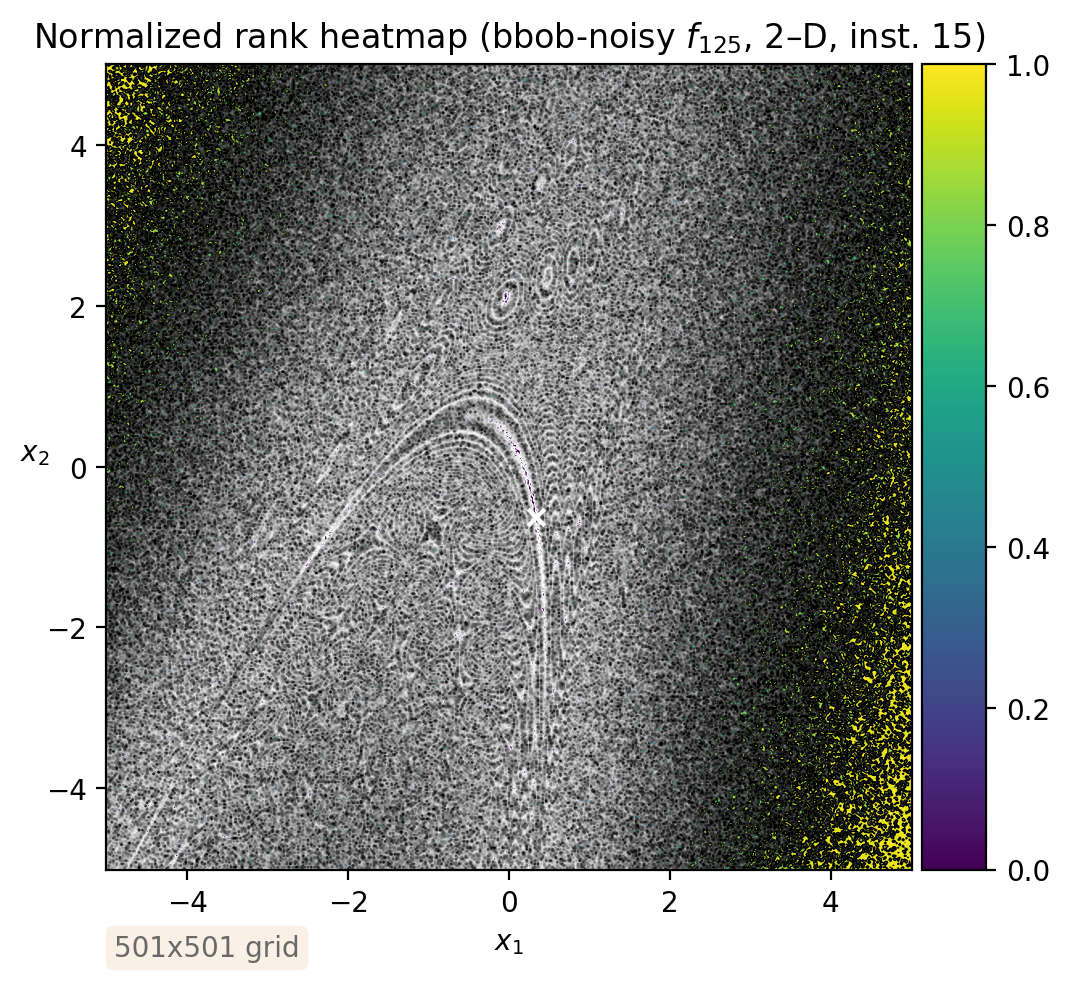 Normalized rank heatmap (bbob-noisy f₁₂₅, 2–D, inst. 15)
1.0
0.8
0.6
0.4
0.2
0.0
4
2
0
−2
−4
x₂
−4 −2 0 2 4
x₁
501x501 grid